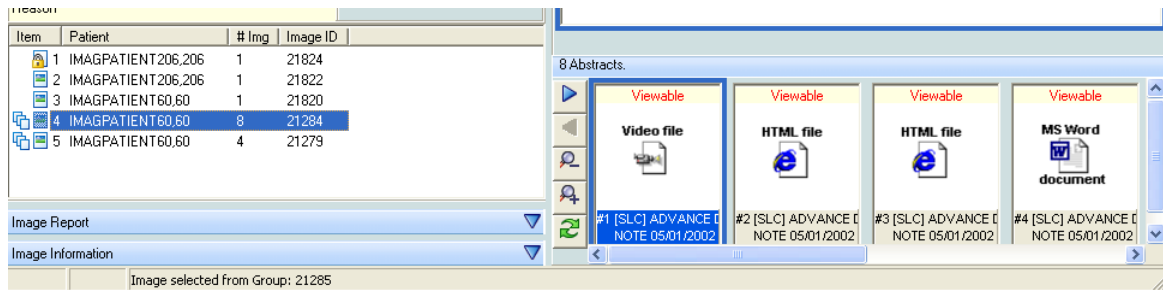 Reason
Item Patient # Img Image ID
1 IMAGPATIENT206,206 1 21824
2 IMAGPATIENT206,206 1 21822
3 IMAGPATIENT60,60 1 21820
4 IMAGPATIENT60,60 8 21284
5 IMAGPATIENT60,60 4 21279
Image Report
Image Information
Image selected from Group: 21285
8 Abstracts.
Viewable Viewable Viewable Viewable
Video file HTML file HTML file MS Word
document
#1 [SLC] ADVANCE D #2 [SLC] ADVANCE D #3 [SLC] ADVANCE D #4 [SLC] ADVANCE D
NOTE 05/01/2002 NOTE 05/01/2002 NOTE 05/01/2002 NOTE 05/01/2002